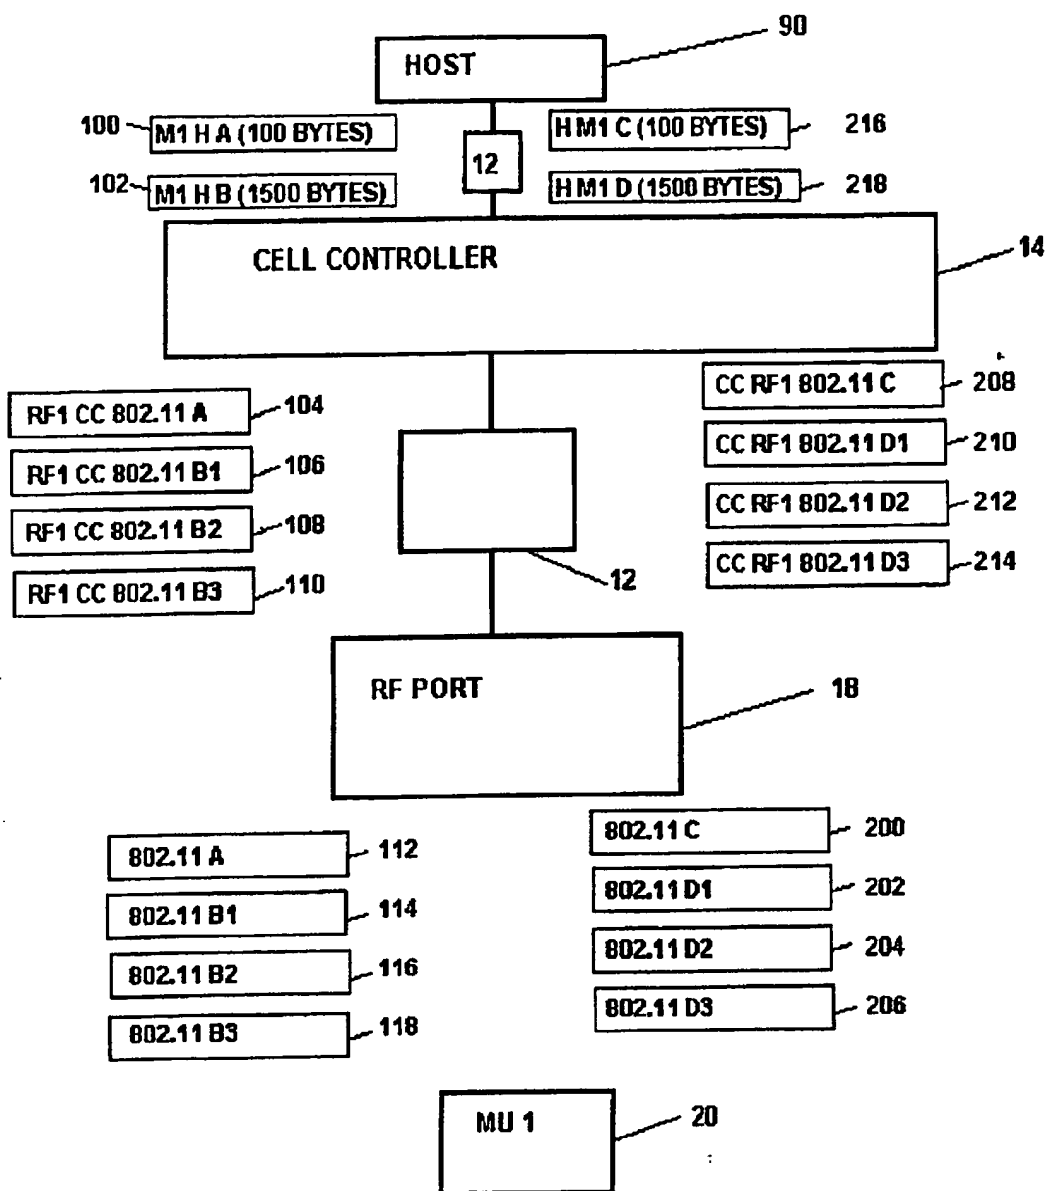 90
HOST
100
M1 H A (100 BYTES)
H M1 C (100 BYTES)
216
12
102
M1 H B (1500 BYTES)
H M1 D (1500 BYTES)
218
CELL CONTROLLER
14
RF1 CC 802.11 A
104
CC RF1 802.11 C
208
RF1 CC 802.11 B1
106
CC RF1 802.11 D1
210
RF1 CC 802.11 B2
108
CC RF1 802.11 D2
212
RF1 CC 802.11 B3
110
12
CC RF1 802.11 D3
214
RF PORT
18
802.11 A
112
802.11 C
200
802.11 B1
114
802.11 D1
202
802.11 B2
116
802.11 D2
204
802.11 B3
118
802.11 D3
206
MU 1
20